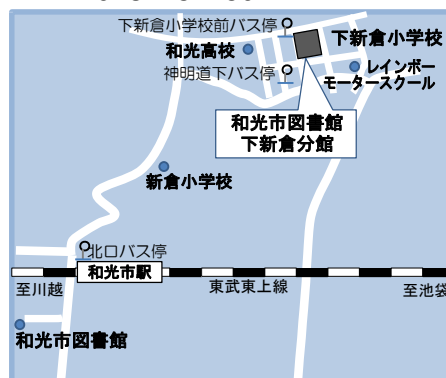 下新倉小学校前バス停
下新倉小学校
和光高校
神明道下バス停
レインボー
モータースクール
和光市図書館
下新倉分館
新倉小学校
北口バス停
和光市駅
至川越
東武東上線
至池袋
和光市図書館